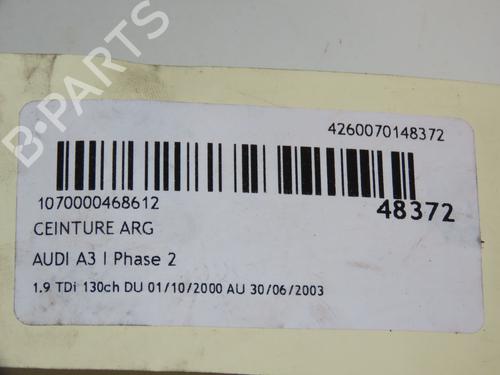 B-PARTS
4260070148372
1070000468612
48372
CEINTURE ARG
AUDI A3 I Phase 2
1.9 TDi 130ch DU 01/10/2000 AU 30/06/2003